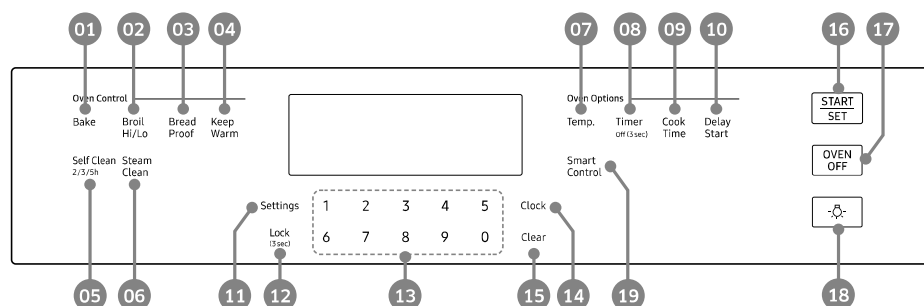 01 02 03 04 07 08 09 10 16 17
Oven Control
Oven Options
Bake
Broil
Hi/Lo
Bread
Proof
Keep
Warm
Temp.
Timer
Off (3 sec)
Cook
Time
Delay
Start
START
SET
Self Clean
2/3/5h
Steam
Clean
Smart
Control
OVEN
OFF
Settings
1 2 3 4 5
Clock
Lock
(3 sec)
6 7 8 9 0
Clear
05 06 11 12 13 15 14 19 18